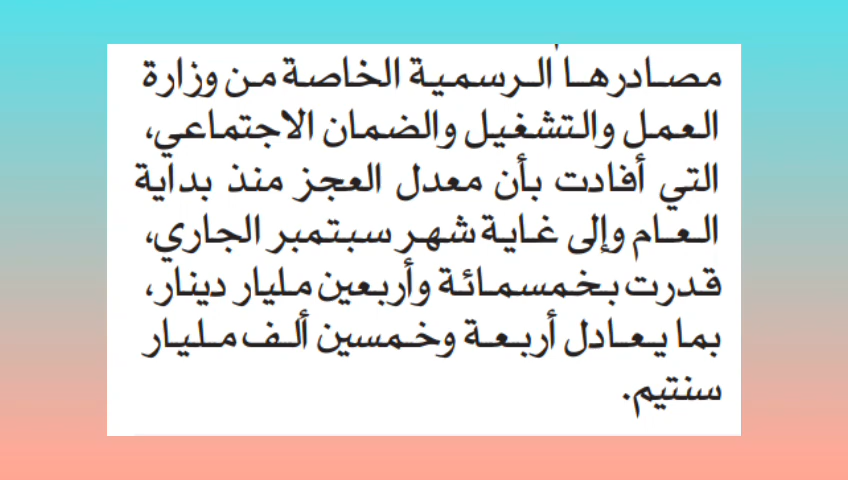 مصادرها الرسمية الخاصة من وزارة
العمل والتشغيل والضمان الاجتماعي،
التي أفادت بأن معدل العجز منذ بداية
العام وإلى غاية شهر سبتمبر الجاري،
قدرت بخمسمائة وأربعين مليار دينار،
بما يعادل أربعة وخمسين ألف مليار
سنتيم.